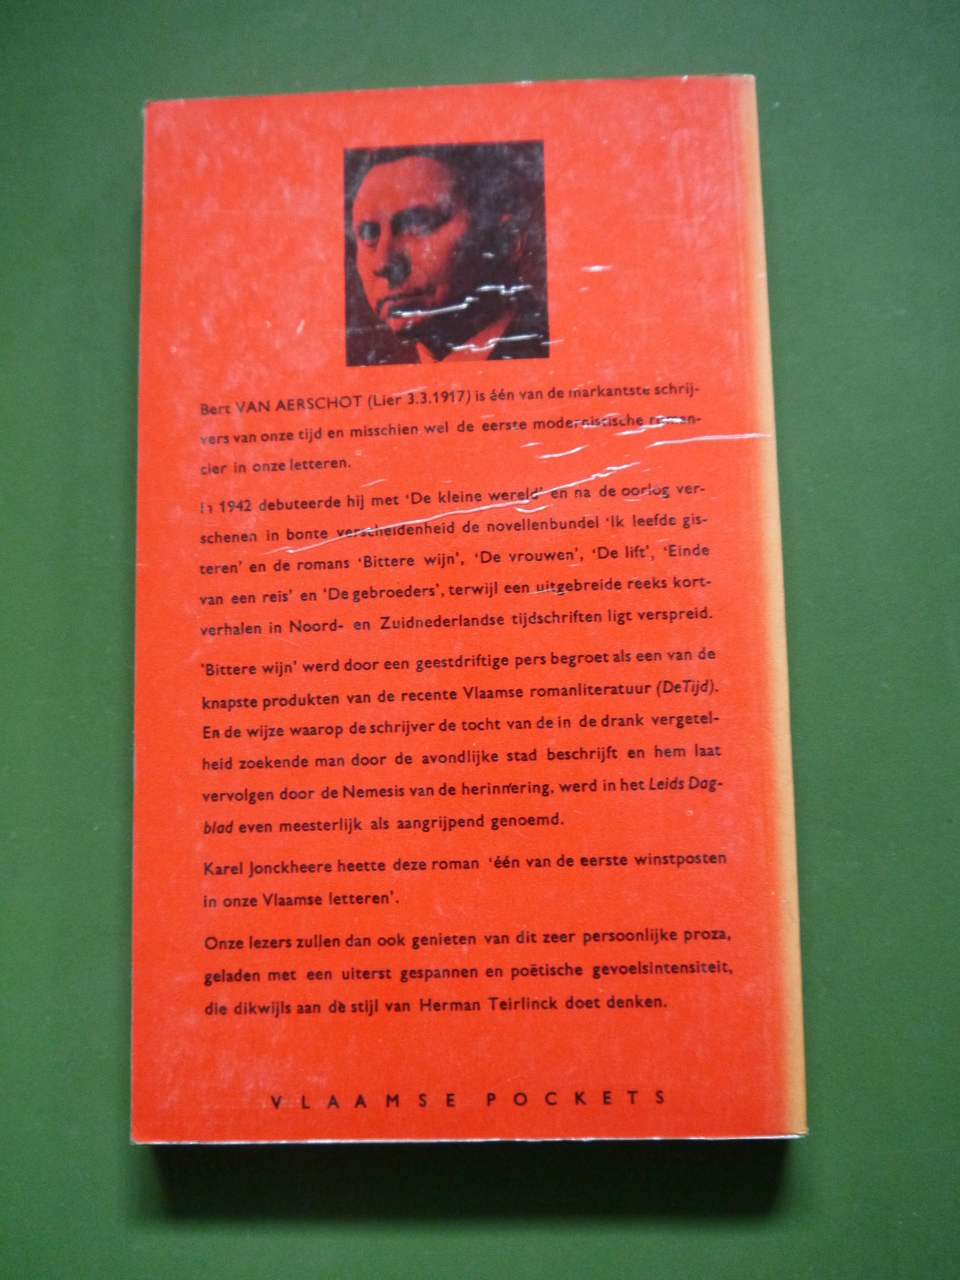 Bert VAN AERSCHOT (Lier 3.3.1917) is één van de markantste schrij-
vers van onze tijd en misschien wel de eerste modernistische roman-
cier in onze letteren.
In 1942 debuteerde hij met 'De kleine wereld' en na de oorlog ver-
schenen in bonte verscheidenheid de novellenbundel 'Ik leefde gis-
teren' en de romans 'Bittere wijn', 'De vrouwen', 'De lift', 'Einde
van een reis' en 'De gebroeders', terwijl een uitgebreide reeks kort-
verhalen in Noord- en Zuidnederlandse tijdschriften ligt verspreid.
'Bittere wijn' werd door een geestdriftige pers begroet als een van de
knapste produkten van de recente Vlaamse romanliteratuur (De Tijd).
En de wijze waarop de schrijver de tocht van de in de drank vergetel-
heid zoekende man door de avondlijke stad beschrijft en hem laat
vervolgen door de Nemesis van de herinnering, werd in het Leids Dag-
blad even meesterlijk als aangrijpend genoemd.
Karel Jonckheere heette deze roman 'één van de eerste winstposten
in onze Vlaamse letteren'.
Onze lezers zullen dan ook genieten van dit zeer persoonlijke proza,
geladen met een uiterst gespannen en poëtische gevoelsintensiteit,
die dikwijls aan de stijl van Herman Teirlinck doet denken.
VLAAMSE POCKETS